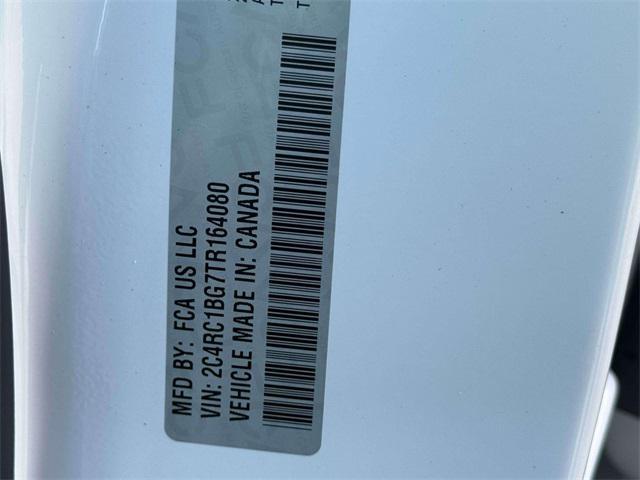 MFD BY: FCA US LLC
VIN: 2C4RC1BG7TR164080
VEHICLE MADE IN: CANADA